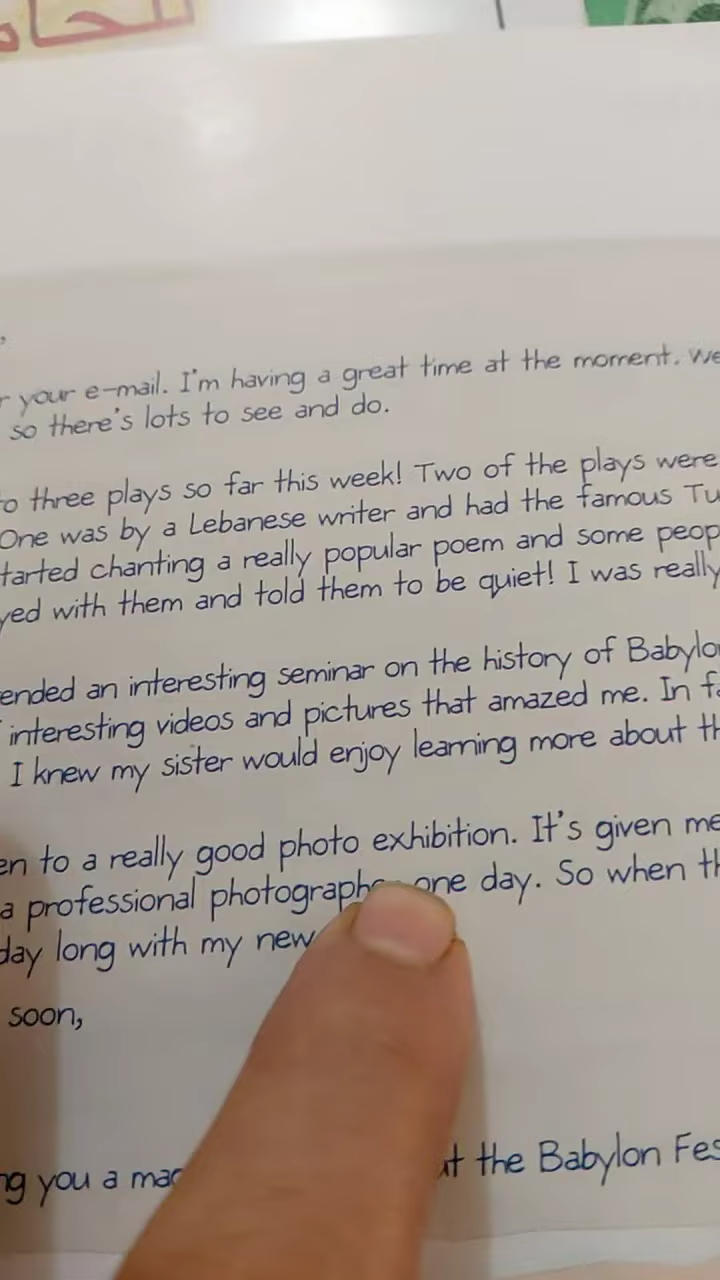 your e-mail. I'm having a great time at the moment. We
so there's lots to see and do.
three plays so far this week! Two of the plays were
One was by a Lebanese writer and had the famous Tu
tarted chanting a really popular poem and some peop
yed with them and told them to be quiet! I was really
ended an interesting seminar on the history of Babylo
interesting videos and pictures that amazed me. In fa
I knew my sister would enjoy learning more about th
en to a really good photo exhibition. It's given me
a professional photographe one day. So when th
day long with my new
soon,
ng you a mag
ut the Babylon Fes